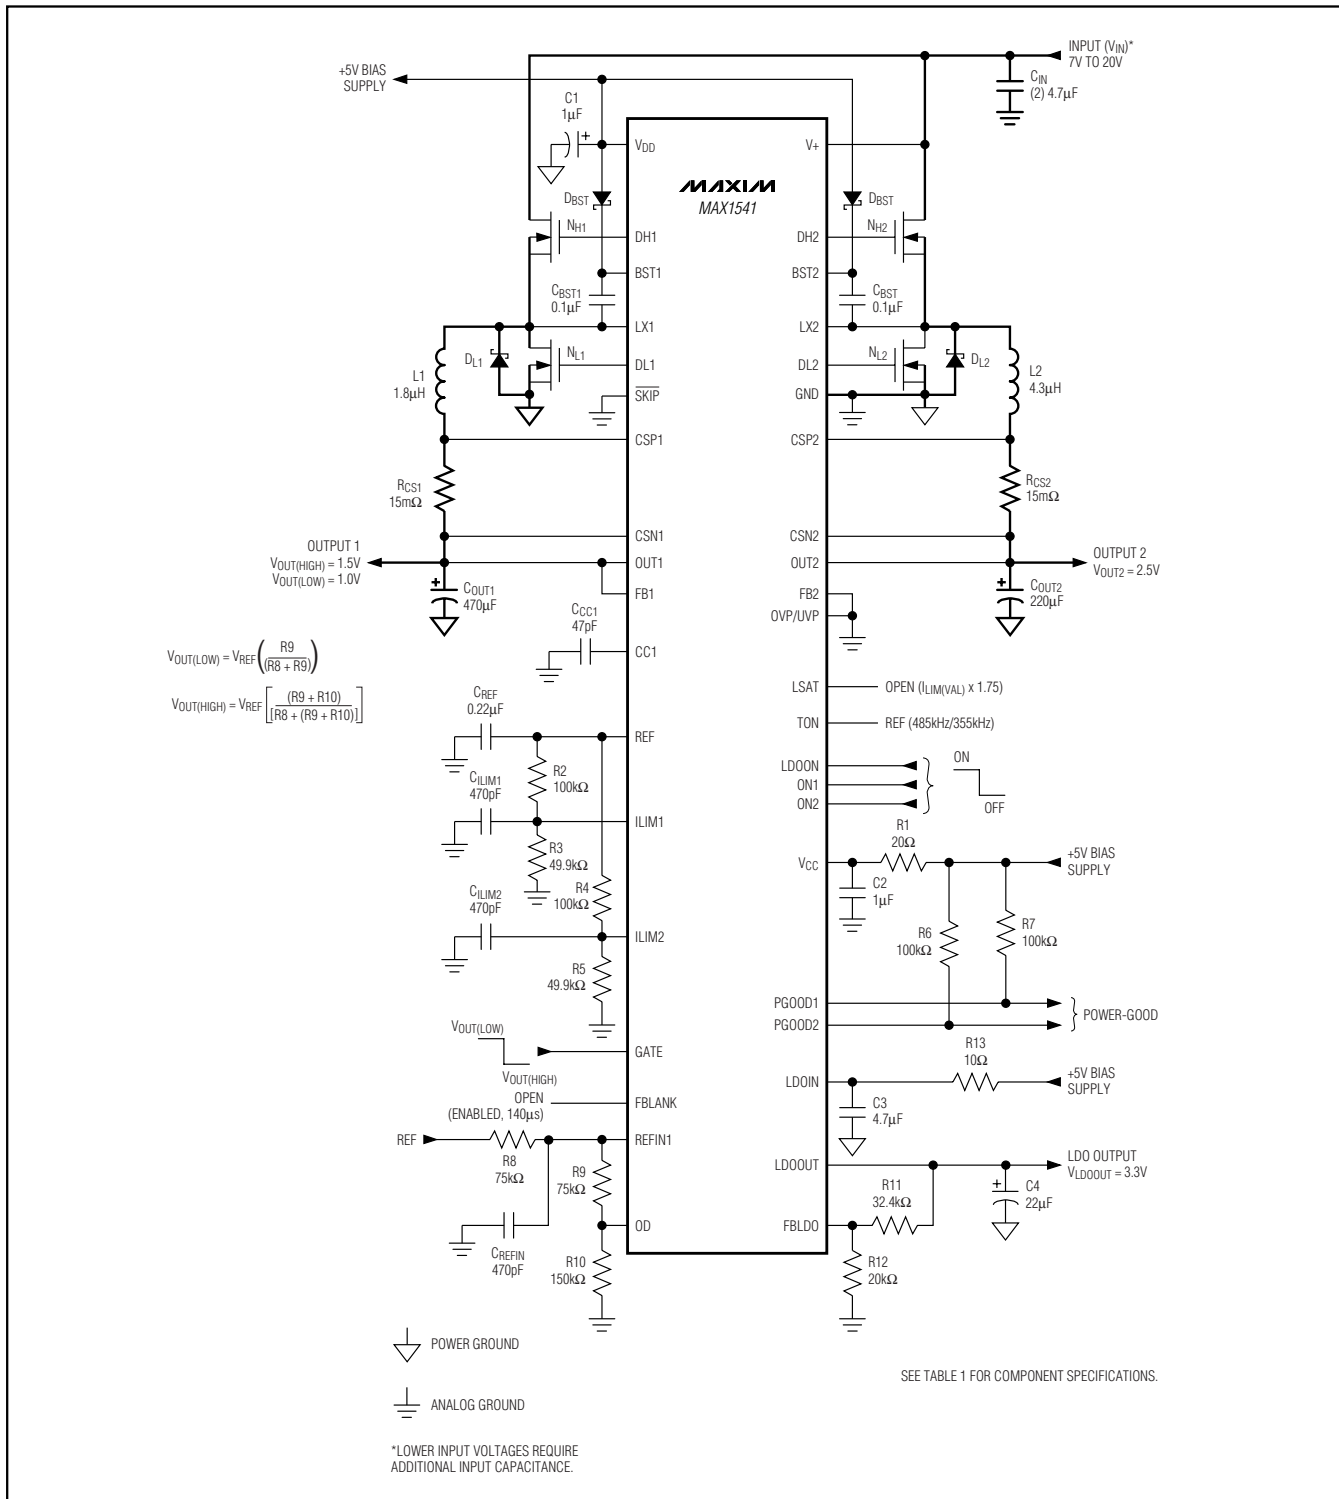 INPUT (VIN)*
7V TO 20V
+5V BIAS
SUPPLY
CIN
(2) 4.7µF
C1
1µF
VDD
V+
MAXIM
MAX1541
DBST
DBST
NH1
NH2
DH1
DH2
BST1
BST2
CBST1
0.1µF
CBST
0.1µF
LX1
LX2
DL1
NL1
NL2
DL2
DL1
DL2
L1
1.8µH
L2
4.3µH
SKIP
GND
CSP1
CSP2
RCS1
15mΩ
RCS2
15mΩ
CSN1
CSN2
OUTPUT 1
VOUT(HIGH) = 1.5V
VOUT(LOW) = 1.0V
OUT1
OUT2
OUTPUT 2
VOUT2 = 2.5V
COUT1
470µF
FB1
FB2
COUT2
220µF
OVP/UVP
CCC1
47pF
CC1
VOUT(LOW) = VREF(R9/(R8 + R9))
VOUT(HIGH) = VREF[(R9 + R10)/[R8 + (R9 + R10)]]
LSAT
OPEN (ILIM(VAL) x 1.75)
CREF
0.22µF
TON
REF (485kHz/355kHz)
REF
R2
100kΩ
LDOON
ON1
ON2
ON
OFF
CILIM1
470pF
ILIM1
R3
49.9kΩ
R1
20Ω
VCC
+5V BIAS
SUPPLY
C2
1µF
R4
100kΩ
CILIM2
470pF
ILIM2
R6
100kΩ
R7
100kΩ
R5
49.9kΩ
PGOOD1
PGOOD2
POWER-GOOD
VOUT(LOW)
VOUT(HIGH)
GATE
R13
10Ω
LDOIN
+5V BIAS
SUPPLY
OPEN
(ENABLED, 140µs)
FBLANK
C3
4.7µF
REF
R8
75kΩ
REFIN1
R9
75kΩ
LDOOUT
LDO OUTPUT
VLDOOUT = 3.3V
R11
32.4kΩ
C4
22µF
OD
FBLDO
CREFIN
470pF
R10
150kΩ
R12
20kΩ
POWER GROUND
ANALOG GROUND
SEE TABLE 1 FOR COMPONENT SPECIFICATIONS.
*LOWER INPUT VOLTAGES REQUIRE
ADDITIONAL INPUT CAPACITANCE.